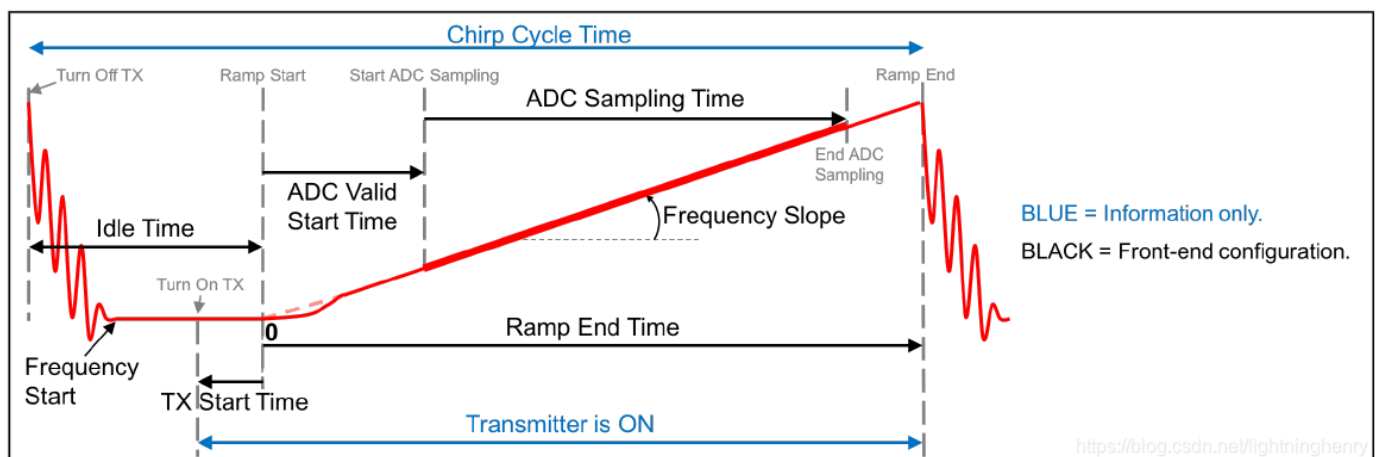 Chirp Cycle Time
Turn Off TX
Ramp Start
Start ADC Sampling
Ramp End
ADC Sampling Time
End ADC
Sampling
ADC Valid
Start Time
Frequency Slope
Idle Time
BLUE = Information only.
BLACK = Front-end configuration.
Turn On TX
0
Ramp End Time
Frequency
Start
TX Start Time
Transmitter is ON
https://blog.csdn.net/lightninghenry